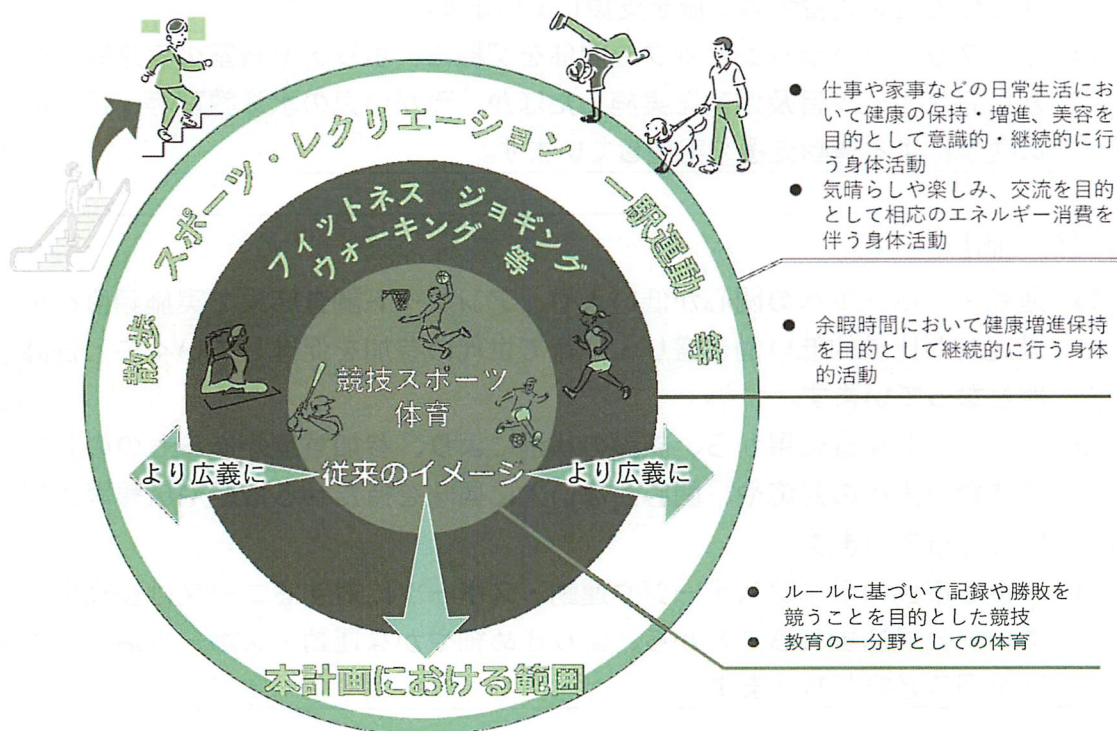 スポーツ・レクリエーション
散歩
一駅運動
等
フィットネス ジョギング
ウォーキング 等
競技スポーツ
体育
従来のイメージ
より広義に
より広義に
本計画における範囲
仕事や家事などの日常生活にお
いて健康の保持・増進、美容を
目的として意識的・継続的に行
う身体活動
気晴らしや楽しみ、交流を目的
として相応のエネルギー消費を
伴う身体活動
余暇時間において健康増進保持
を目的として継続的に行う身体
的活動
ルールに基づいて記録や勝敗を
競うことを目的とした競技
教育の一分野としての体育